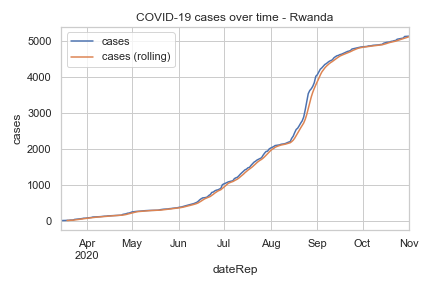 COVID-19 cases over time - Rwanda
cases
cases (rolling)
5000
4000
3000
2000
1000
0
cases
Apr
2020
May
Jun
Jul
Aug
Sep
Oct
Nov
dateRep